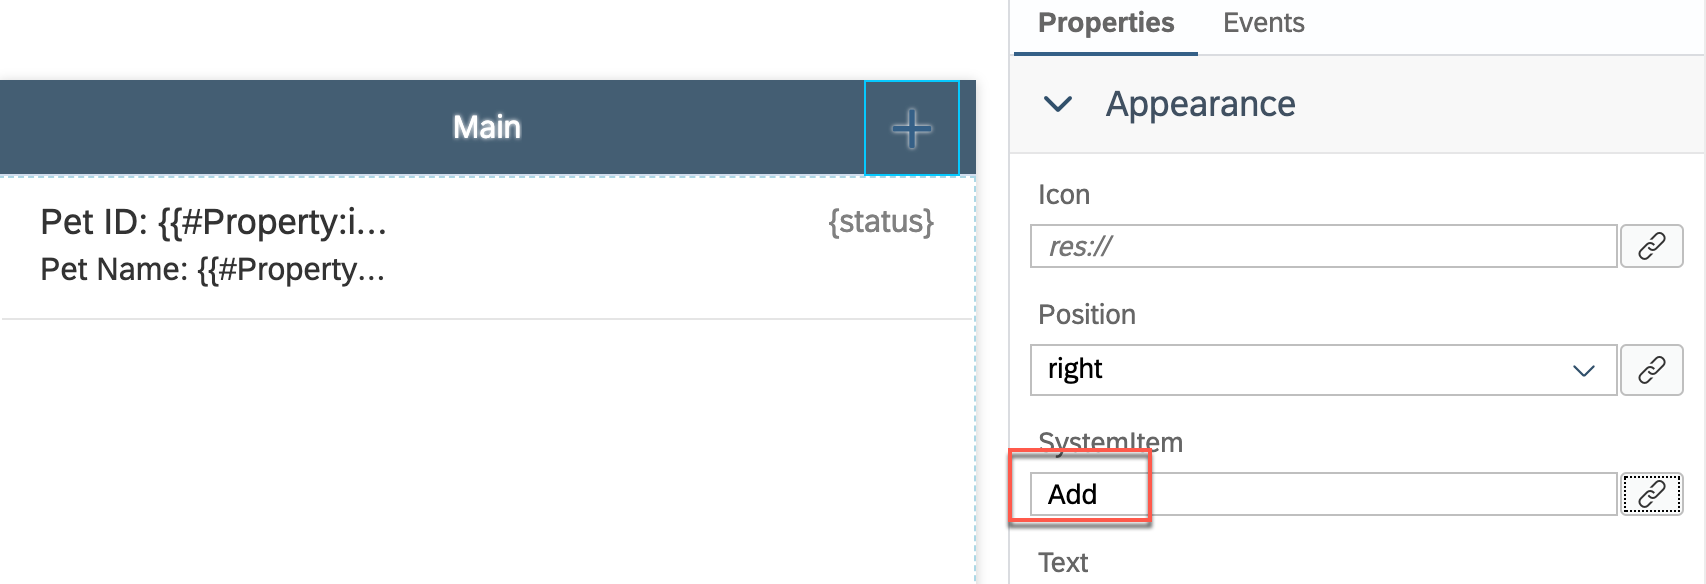 Main
Pet ID: {{#Property:i...
{status}
Pet Name: {{#Property...
Properties
Events
Appearance
Icon
res://
Position
right
SystemItem
Add
Text